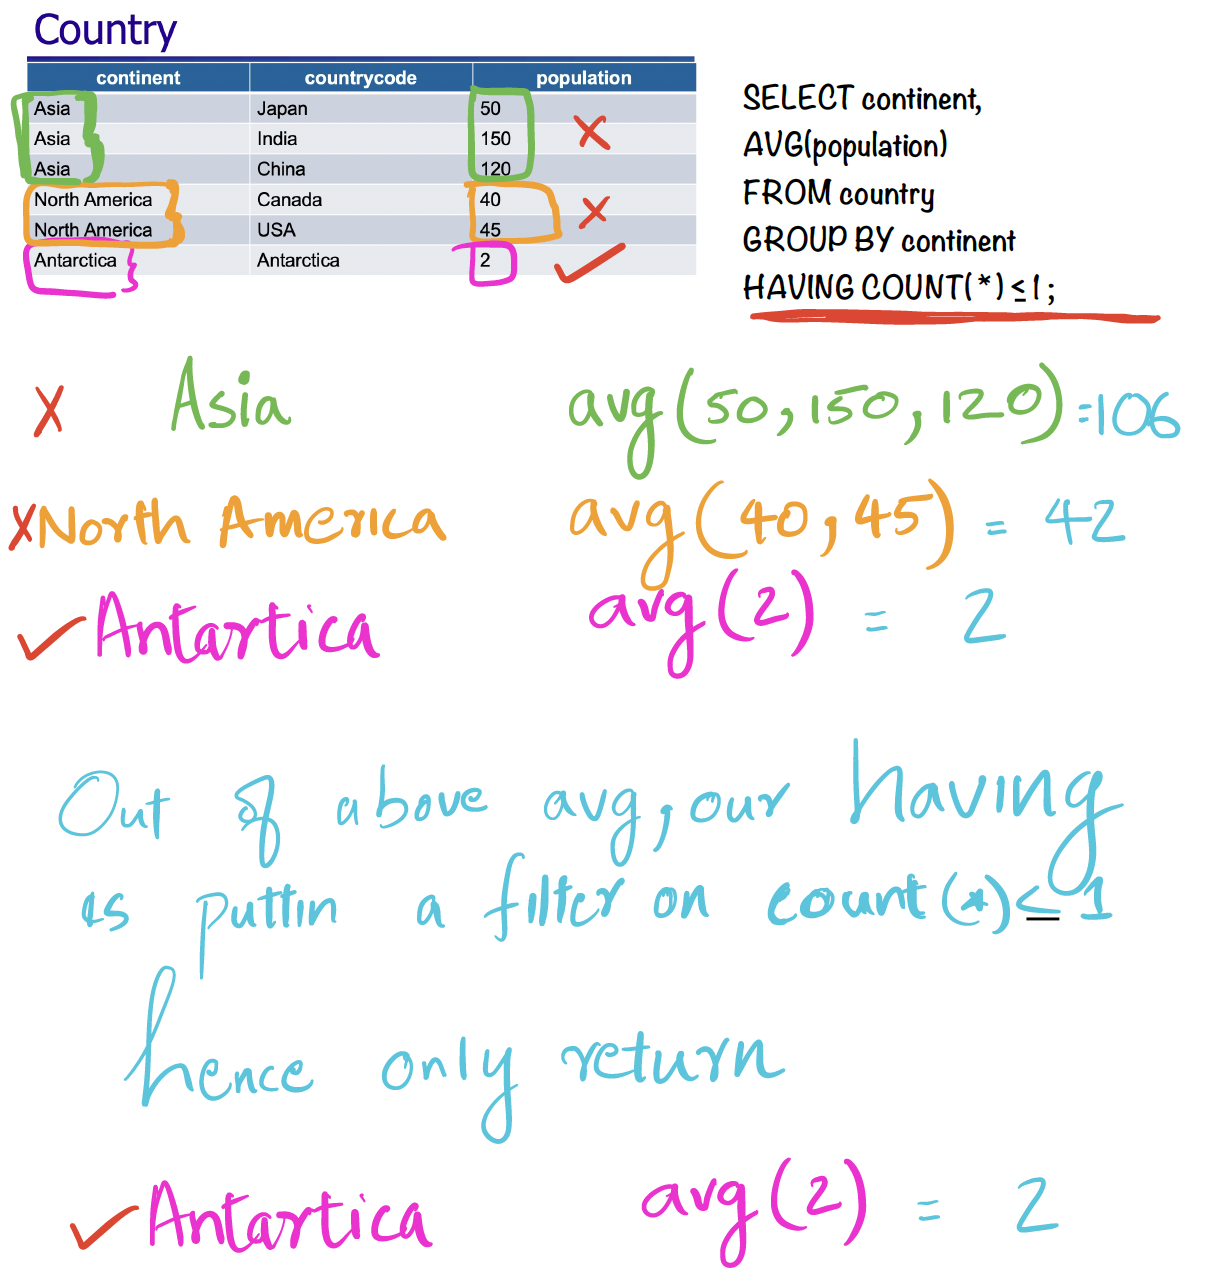 Country
continent countrycode population
Asia Japan 50
Asia India 150
Asia China 120
North America Canada 40
North America USA 45
Antarctica Antarctica 2
SELECT continent,
AVG(population)
FROM country
GROUP BY continent
HAVING COUNT(*) ≤ 1 ;
X Asia avg(50,150,120) = 106
X North America avg(40,45) = 42
✓ Antartica avg(2) = 2
Out of above avg, our having
is puttin a filter on count(*) ≤ 1
hence only return
✓ Antartica avg(2) = 2